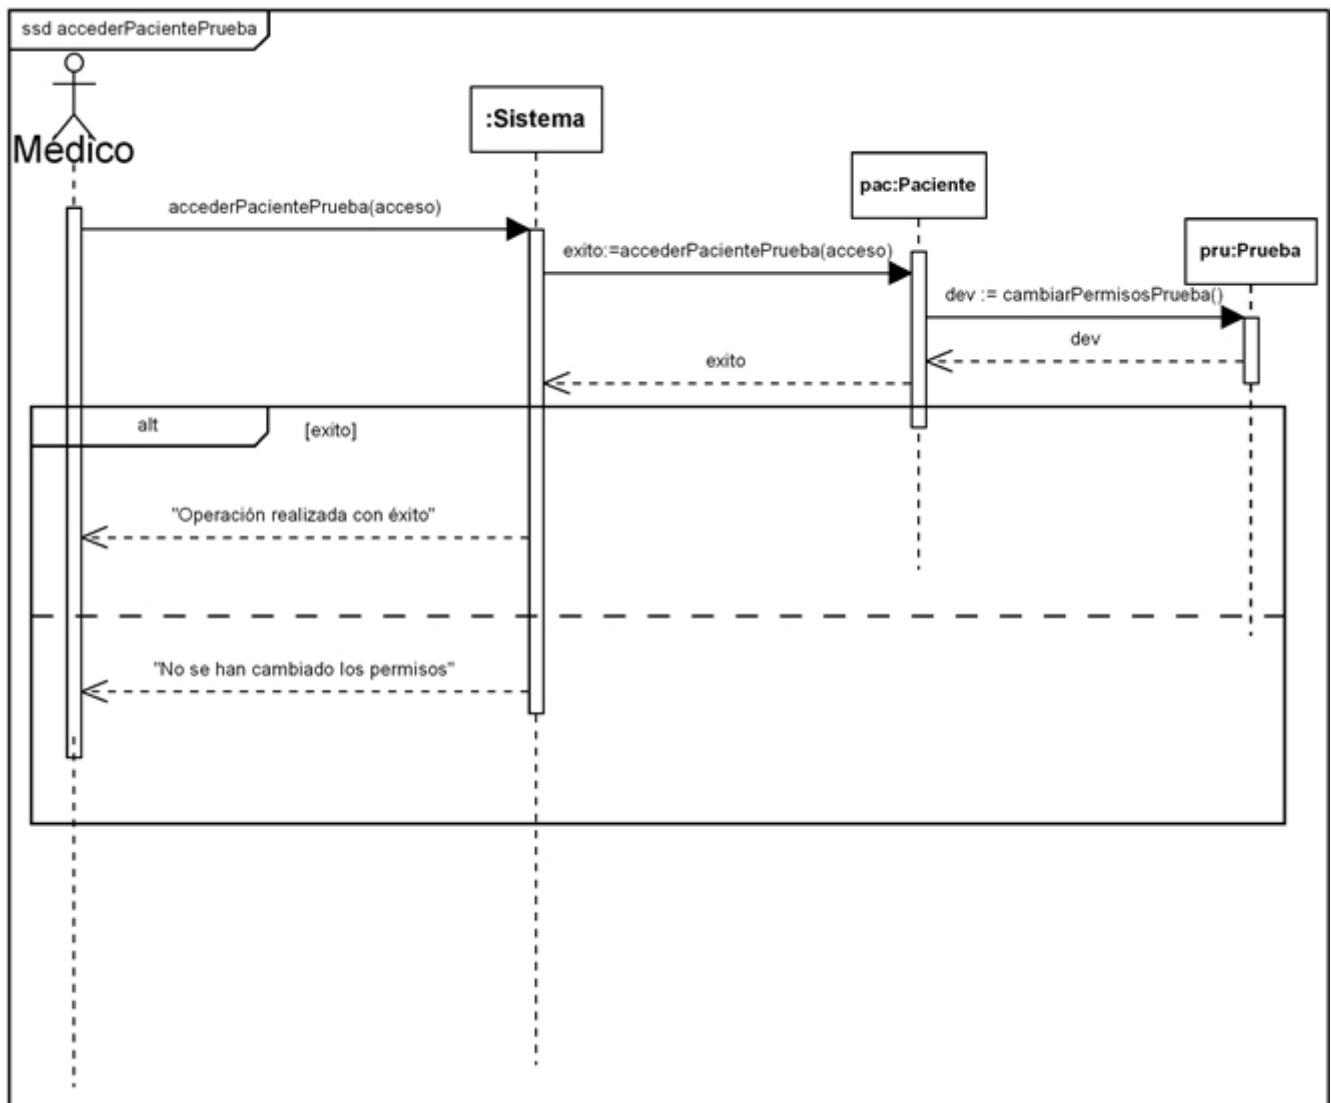 ssd accederPacientePrueba
Médico
:Sistema
pac:Paciente
pru:Prueba
accederPacientePrueba(acceso)
exito:=accederPacientePrueba(acceso)
dev := cambiarPermisosPrueba()
dev
exito
alt
[exito]
"Operación realizada con éxito"
"No se han cambiado los permisos"